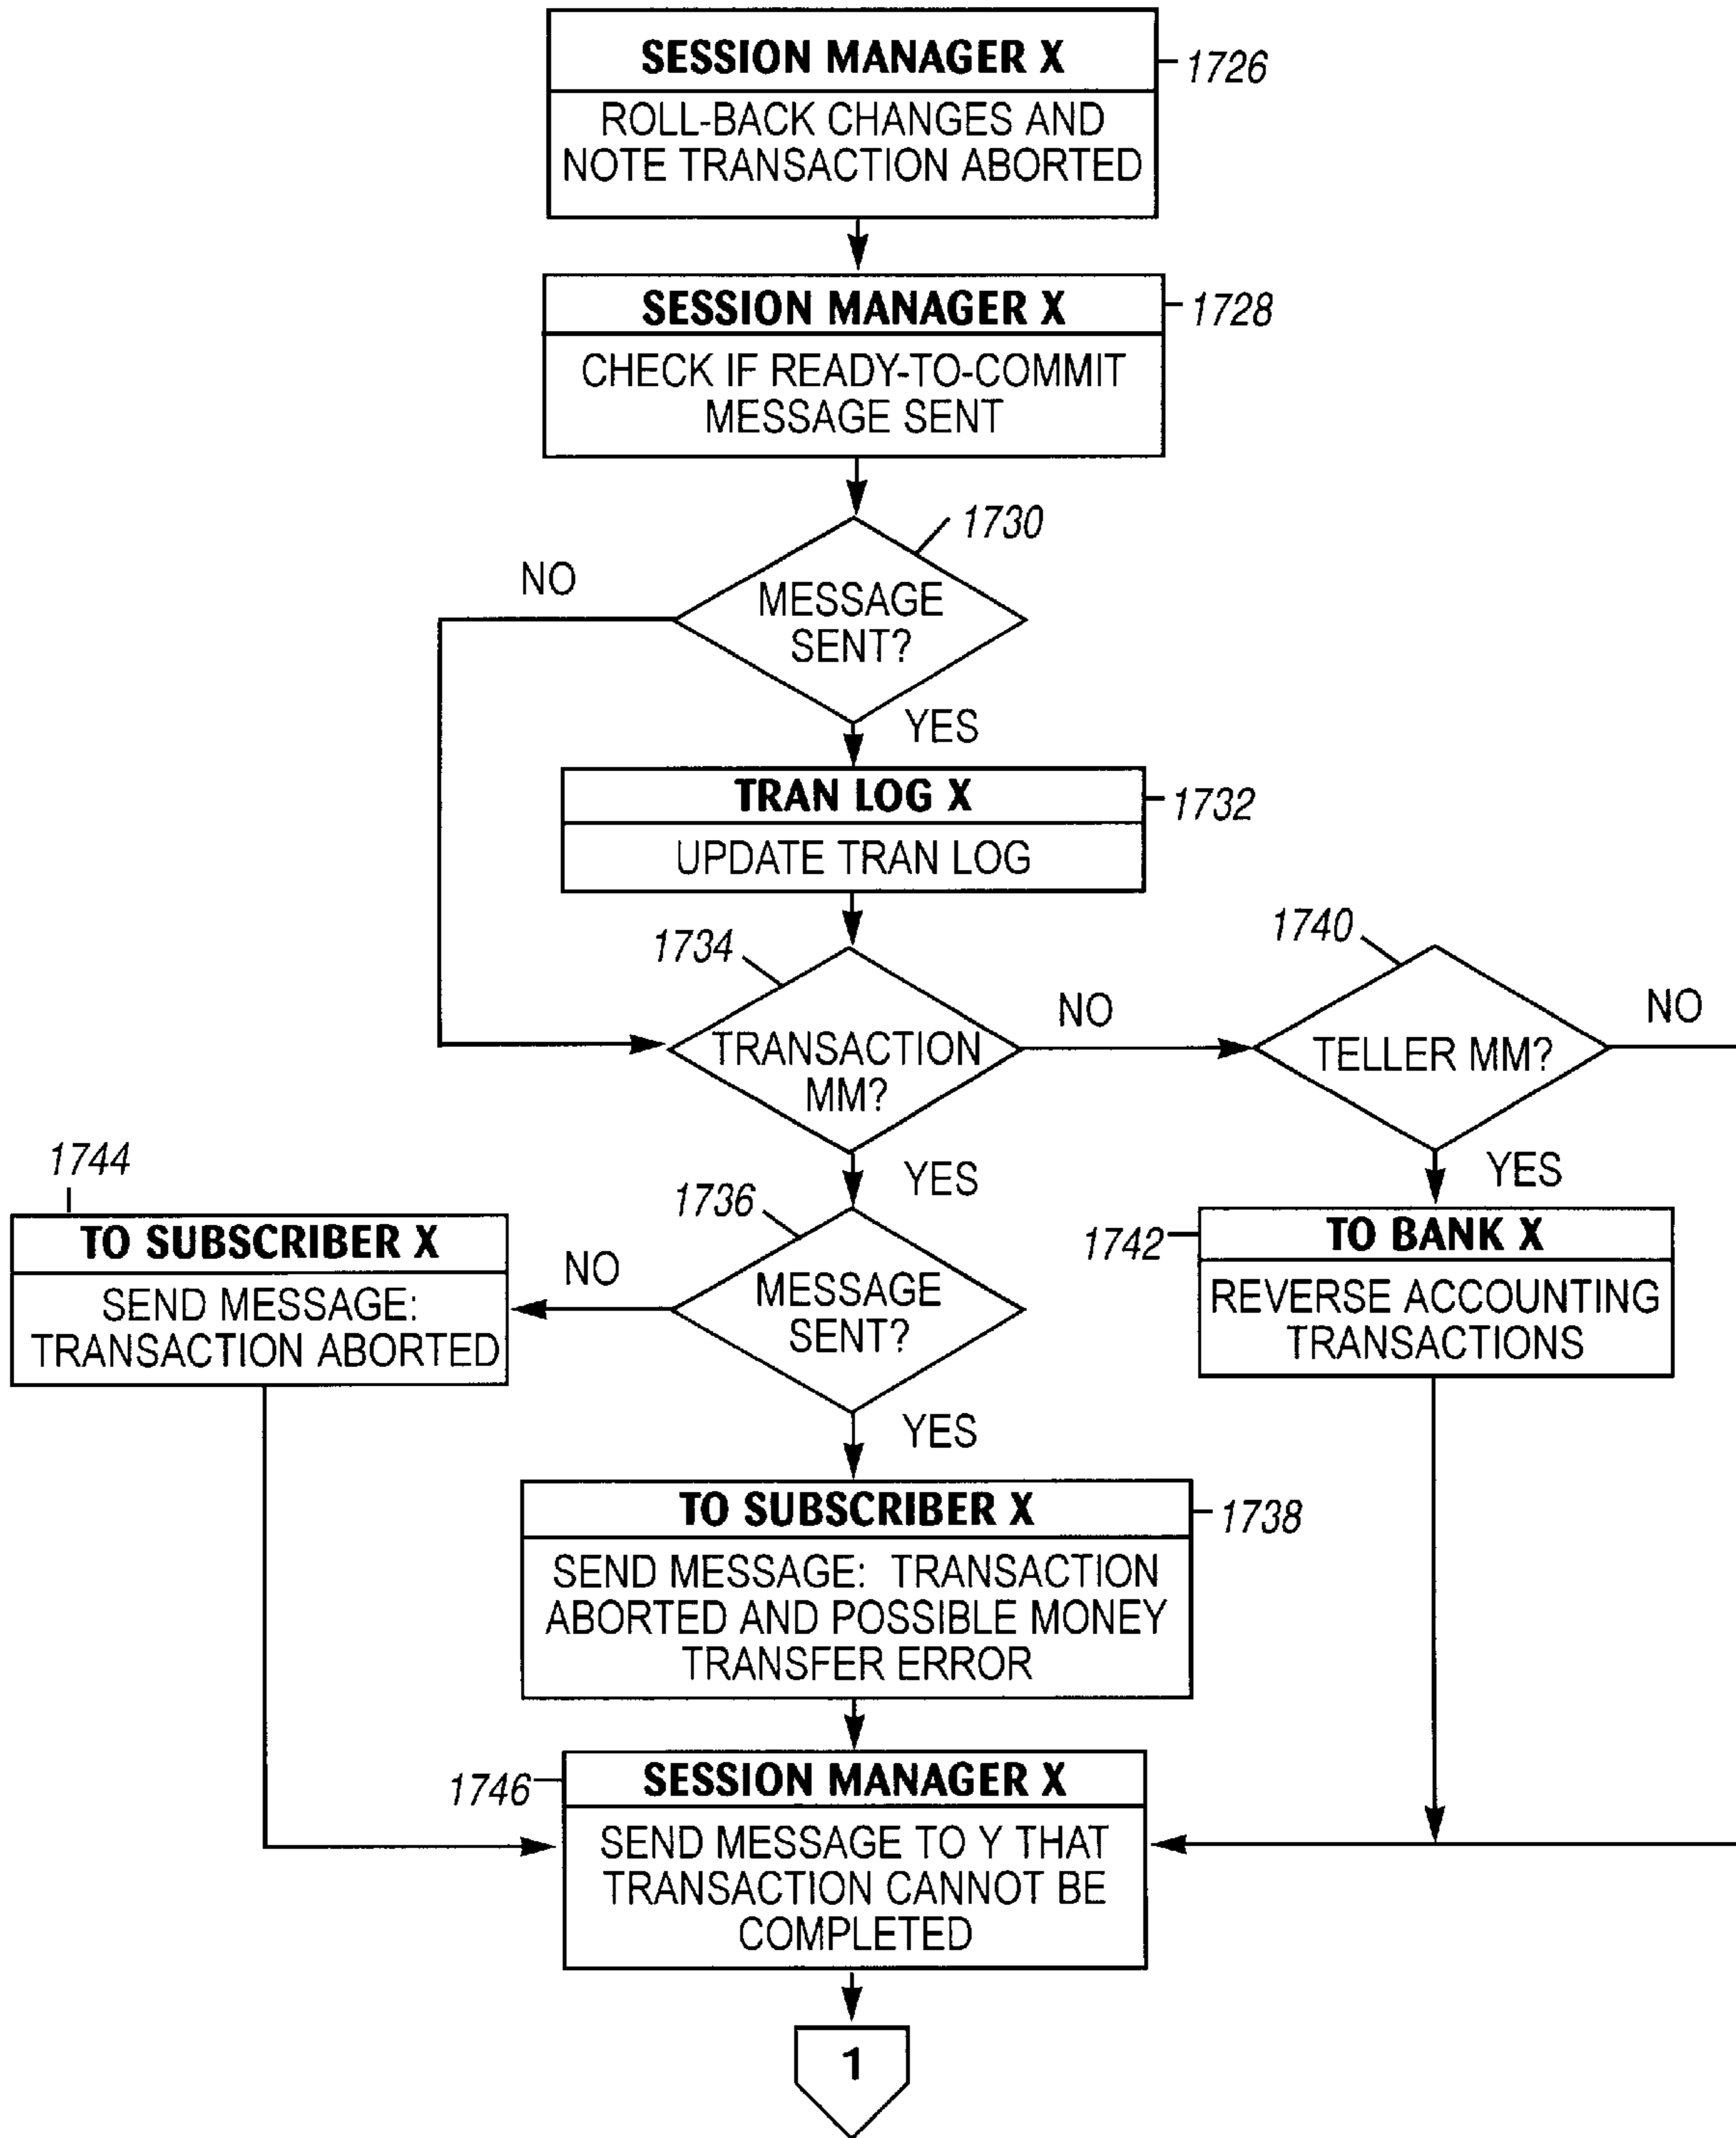 SESSION MANAGER X
1726
ROLL-BACK CHANGES AND
NOTE TRANSACTION ABORTED
SESSION MANAGER X
1728
CHECK IF READY-TO-COMMIT
MESSAGE SENT
1730
NO
MESSAGE
SENT?
YES
TRAN LOG X
1732
UPDATE TRAN LOG
1734
1740
NO
NO
TRANSACTION
MM?
TELLER MM?
1744
YES
YES
1736
TO SUBSCRIBER X
1742
TO BANK X
NO
MESSAGE
SENT?
SEND MESSAGE:
TRANSACTION ABORTED
REVERSE ACCOUNTING
TRANSACTIONS
YES
TO SUBSCRIBER X
1738
SEND MESSAGE: TRANSACTION
ABORTED AND POSSIBLE MONEY
TRANSFER ERROR
1746
SESSION MANAGER X
SEND MESSAGE TO Y THAT
TRANSACTION CANNOT BE
COMPLETED
1